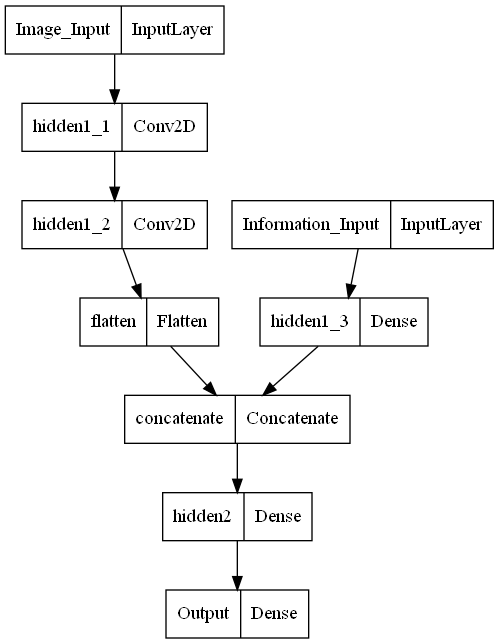 Image_Input InputLayer
hidden1_1 Conv2D
hidden1_2 Conv2D
Information_Input InputLayer
flatten Flatten
hidden1_3 Dense
concatenate Concatenate
hidden2 Dense
Output Dense